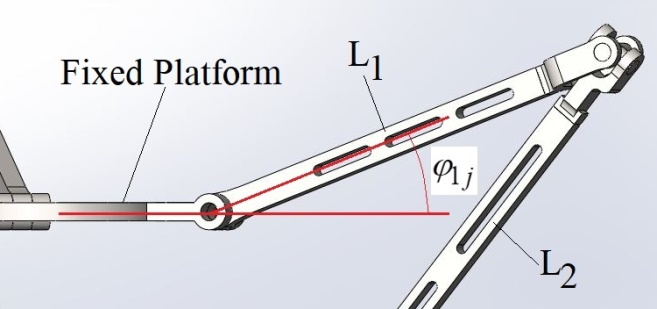 L₁
Fixed Platform
φ₁ⱼ
L₂